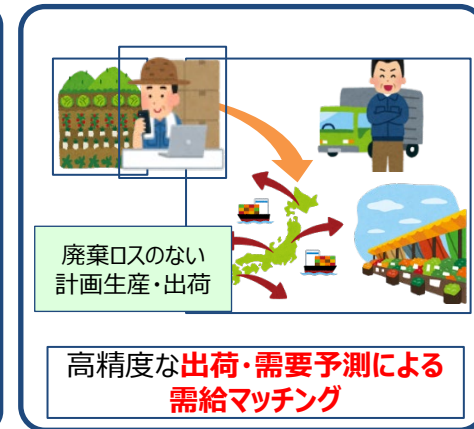 廃棄ロスのない
計画生産・出荷
高精度な出荷・需要予測による
需給マッチング